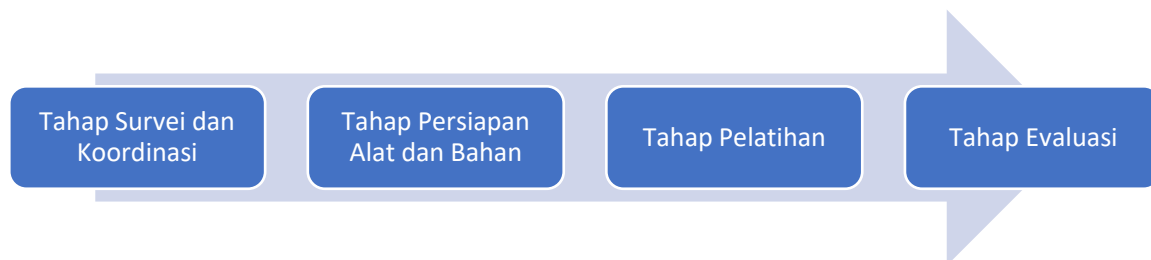 Tahap Survei dan
Koordinasi
Tahap Persiapan
Alat dan Bahan
Tahap Pelatihan
Tahap Evaluasi